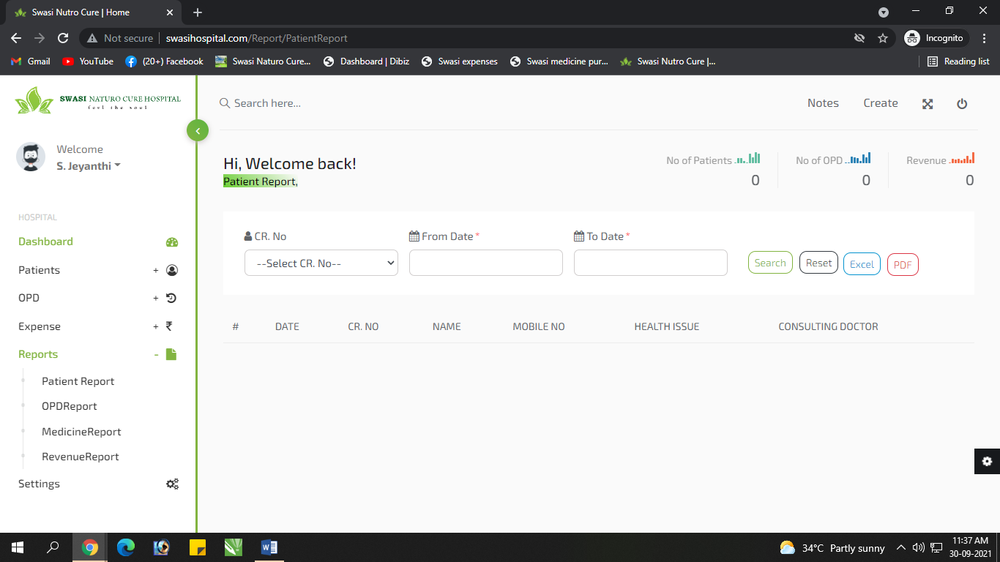 Swasi Nutro Cure | Home
Not secure swasihospital.com/Report/PatientReport Incognito
Gmail YouTube (20+) Facebook Swasi Naturo Cure... Dashboard | Dibiz Swasi expenses Swasi medicine pur... Swasi Nutro Cure |... Reading list
SWASI NATURO CURE HOSPITAL
feel the soul
Search here...
Notes Create
Welcome
S. Jeyanthi
Hi, Welcome back!
Patient Report,
No of Patients No of OPD Revenue
0 0 0
HOSPITAL
Dashboard
Patients +
OPD +
Expense +
Reports -
Patient Report
OPDReport
MedicineReport
RevenueReport
Settings
CR. No From Date * To Date *
--Select CR. No-- Search Reset Excel PDF
# DATE CR. NO NAME MOBILE NO HEALTH ISSUE CONSULTING DOCTOR
34°C Partly sunny
11:37 AM
30-09-2021